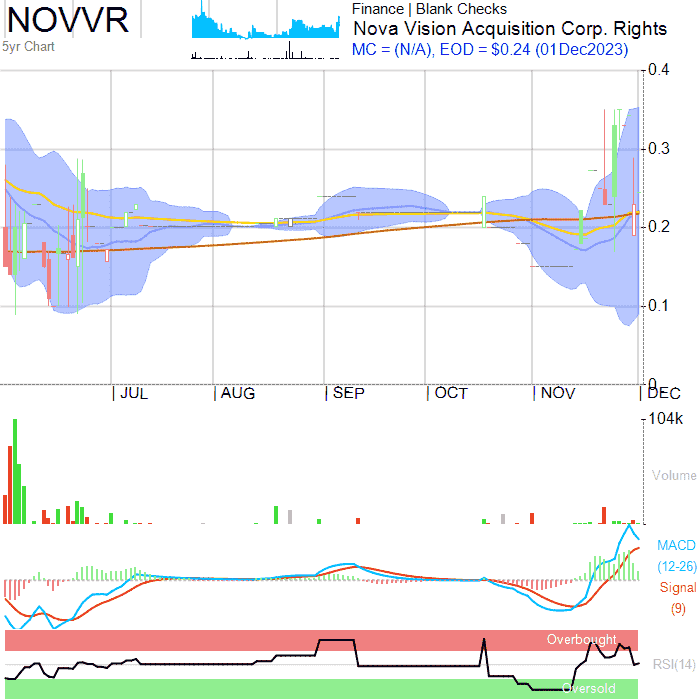 NOVVR
5yr Chart
Finance | Blank Checks
Nova Vision Acquisition Corp. Rights
MC = (N/A), EOD = $0.24 (01Dec2023)
0.4
0.3
0.2
0.1
0
JUL
AUG
SEP
OCT
NOV
DEC
104k
Volume
MACD
(12-26)
Signal
(9)
Overbought
RSI(14)
Oversold